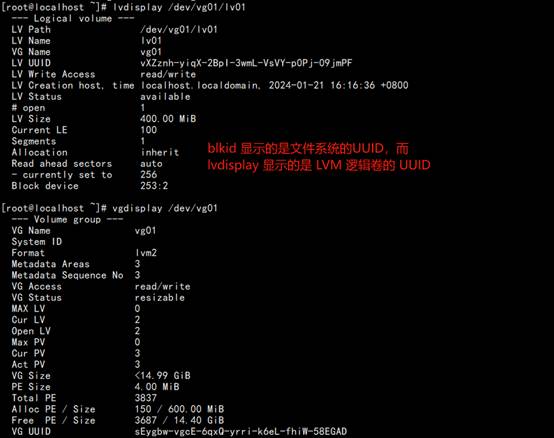 [root@localhost ~]# lvdisplay /dev/vg01/lv01
--- Logical volume ---
LV Path /dev/vg01/lv01
LV Name lv01
VG Name vg01
LV UUID vXZznh-yiqX-2BpI-3wmL-VsVY-pOPj-09jmPF
LV Write Access read/write
LV Creation host, time localhost.localdomain, 2024-01-21 16:16:36 +0800
LV Status available
# open 1
LV Size 400.00 MiB
Current LE 100
Segments 1
Allocation inherit
Read ahead sectors auto
- currently set to 256
Block device 253:2
blkid 显示的是文件系统的UUID，而
lvdisplay 显示的是 LVM 逻辑卷的 UUID
[root@localhost ~]# vgdisplay /dev/vg01
--- Volume group ---
VG Name vg01
System ID
Format lvm2
Metadata Areas 3
Metadata Sequence No 3
VG Access read/write
VG Status resizable
MAX LV 0
Cur LV 2
Open LV 2
Max PV 0
Cur PV 3
Act PV 3
VG Size <14.99 GiB
PE Size 4.00 MiB
Total PE 3837
Alloc PE / Size 150 / 600.00 MiB
Free PE / Size 3687 / 14.40 GiB
VG UUID sEygbw-vgcE-6qxQ-yrri-k6eL-fhiW-58EGAD